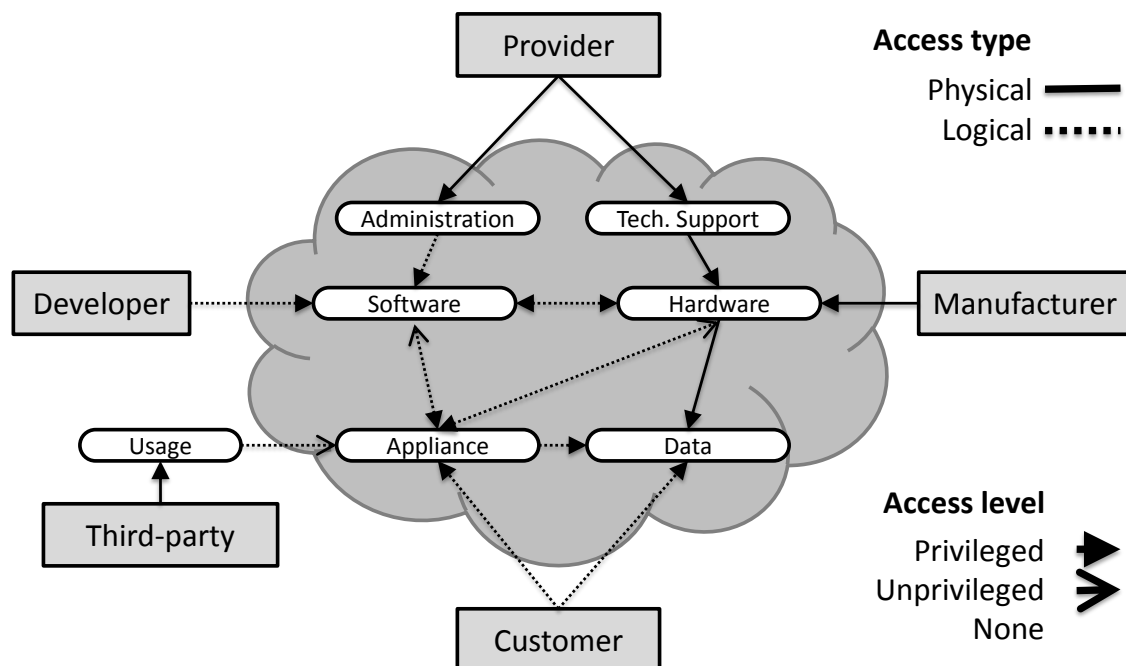 Provider
Access type
Physical
Logical
Administration
Tech. Support
Developer
Software
Hardware
Manufacturer
Usage
Appliance
Data
Third-party
Access level
Privileged
Unprivileged
None
Customer